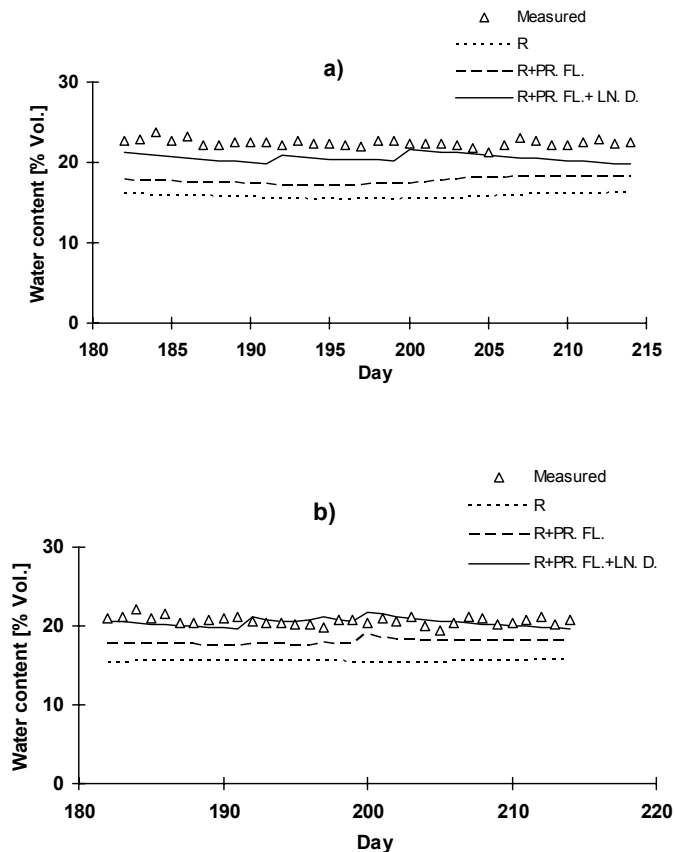 Measured
R
R+PR. FL.
R+PR. FL.+ LN. D.
a)
30
20
10
0
Water content [% Vol.]
180 185 190 195 200 205 210 215
Day
Measured
R
R+PR. FL.
R+PR. FL.+LN. D.
b)
30
20
10
0
Water content [% Vol.]
180 190 200 210 220
Day